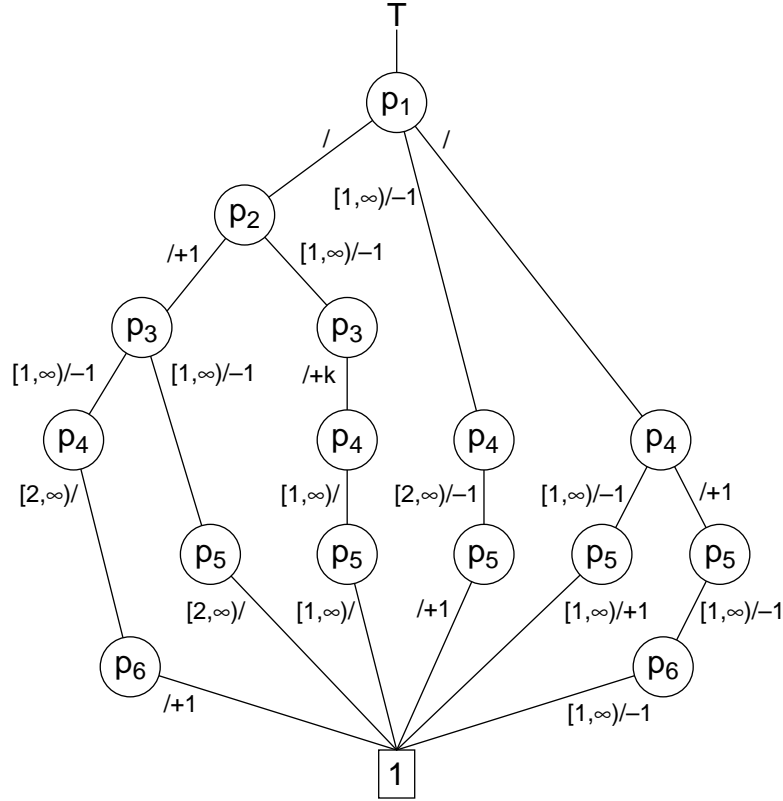 T
p1
/
/
[1,∞)/–1
p2
/+1
[1,∞)/–1
p3
p3
[1,∞)/–1
[1,∞)/–1
/+k
p4
p4
p4
p4
[2,∞)/
[1,∞)/
[2,∞)/–1
[1,∞)/–1
/+1
p5
p5
p5
p5
p5
[2,∞)/
[1,∞)/
/+1
[1,∞)/+1
[1,∞)/–1
p6
p6
/+1
[1,∞)/–1
1